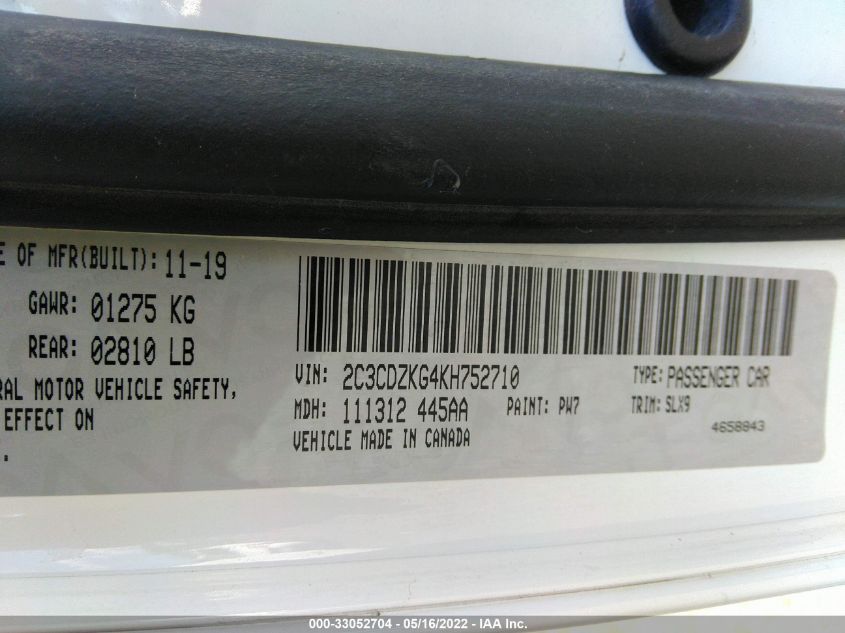 E OF MFR(BUILT): 11-19
GAWR: 01275 KG
REAR: 02810 LB
RAL MOTOR VEHICLE SAFETY,
EFFECT ON
.
VIN: 2C3CDZKG4KH752710
TYPE: PASSENGER CAR
MDH: 111312 445AA
PAINT: PW7
TRIM: SLX9
VEHICLE MADE IN CANADA
4658843
000-33052704 - 05/16/2022 - IAA Inc.